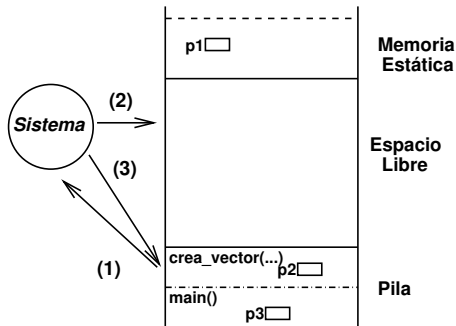 p1
Memoria
Estática
(2)
Sistema
(3)
Espacio
Libre
(1)
crea_vector(...)
p2
Pila
main()
p3